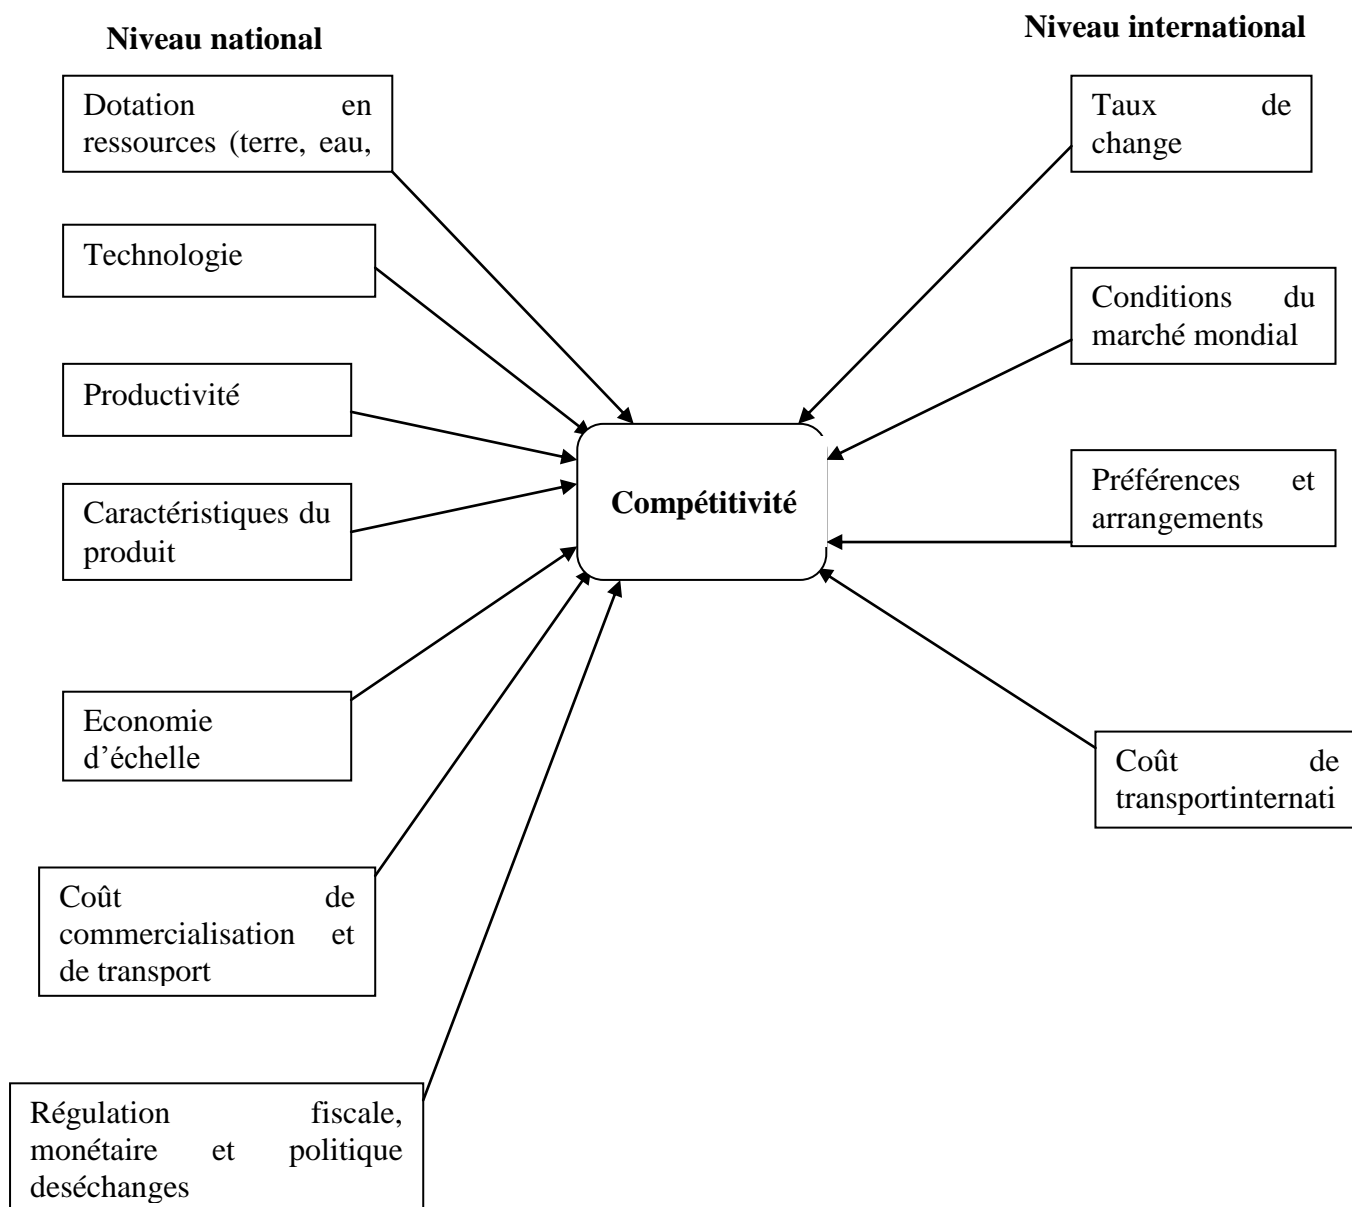 Niveau national
Niveau international
Dotation en
ressources (terre, eau,
Technologie
Productivité
Caractéristiques du
produit
Economie
d’échelle
Coût de
commercialisation et
de transport
Régulation fiscale,
monétaire et politique
deséchanges
Compétitivité
Taux de
change
Conditions du
marché mondial
Préférences et
arrangements
Coût de
transportinternati